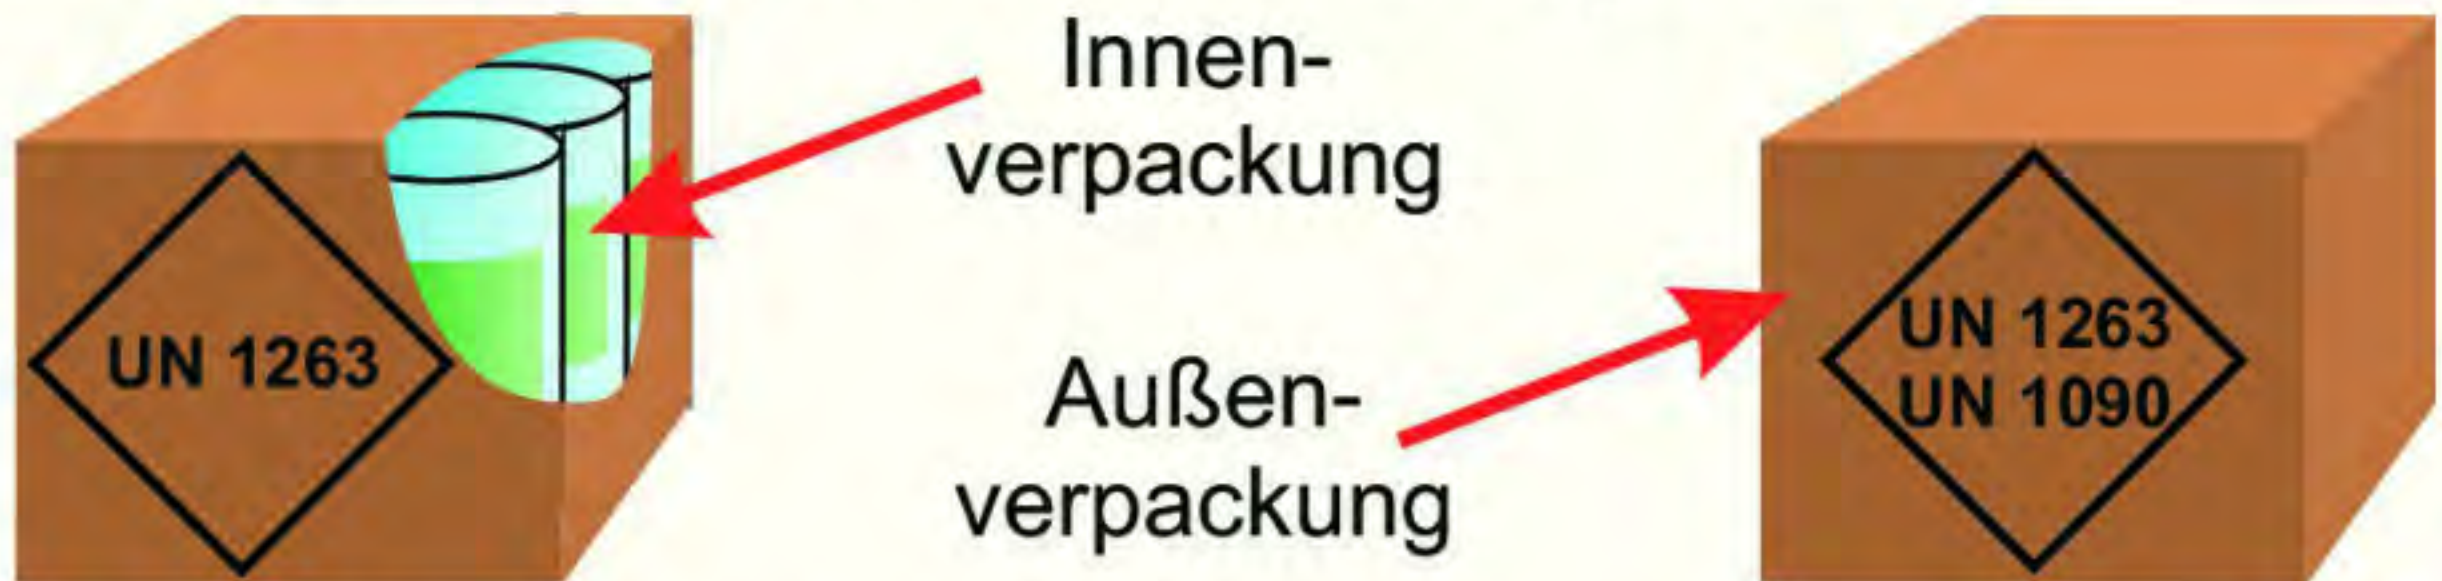 UN 1263
Innen-
verpackung
Außen-
verpackung
UN 1263
UN 1090